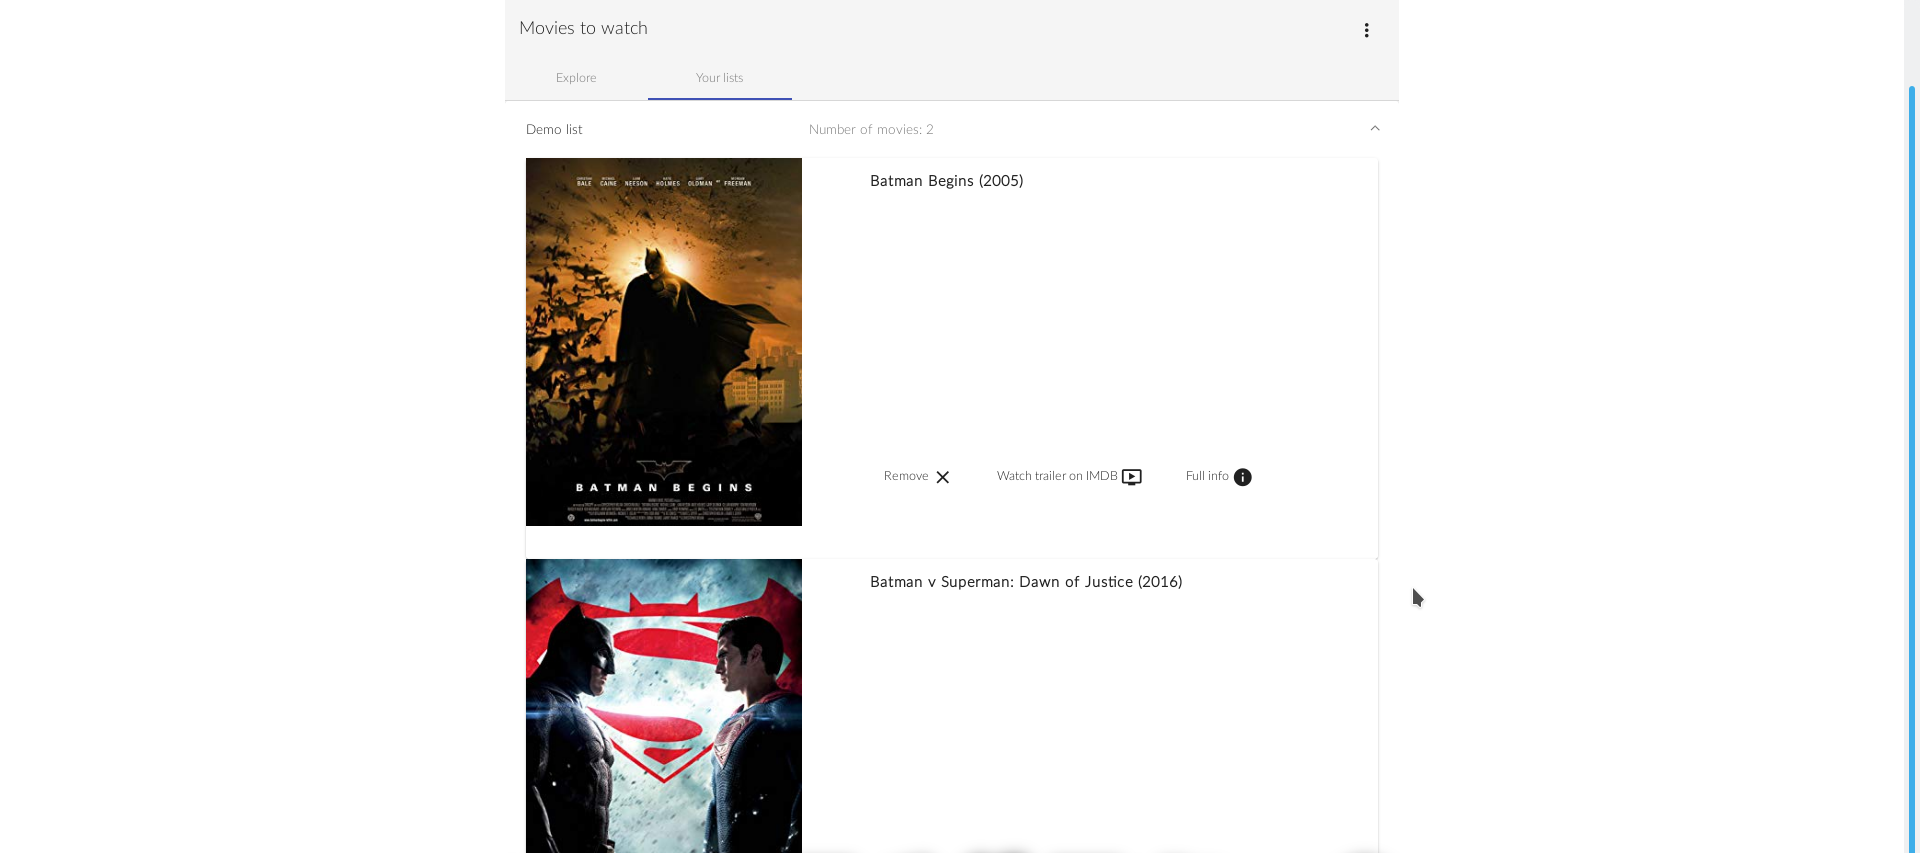 Movies to watch
Explore
Your lists
Demo list
Number of movies: 2
BALE CAINE NEESON HOLMES OLDMAN FREEMAN
Batman Begins (2005)
Remove
Watch trailer on IMDB
Full info
BATMAN BEGINS
Batman v Superman: Dawn of Justice (2016)